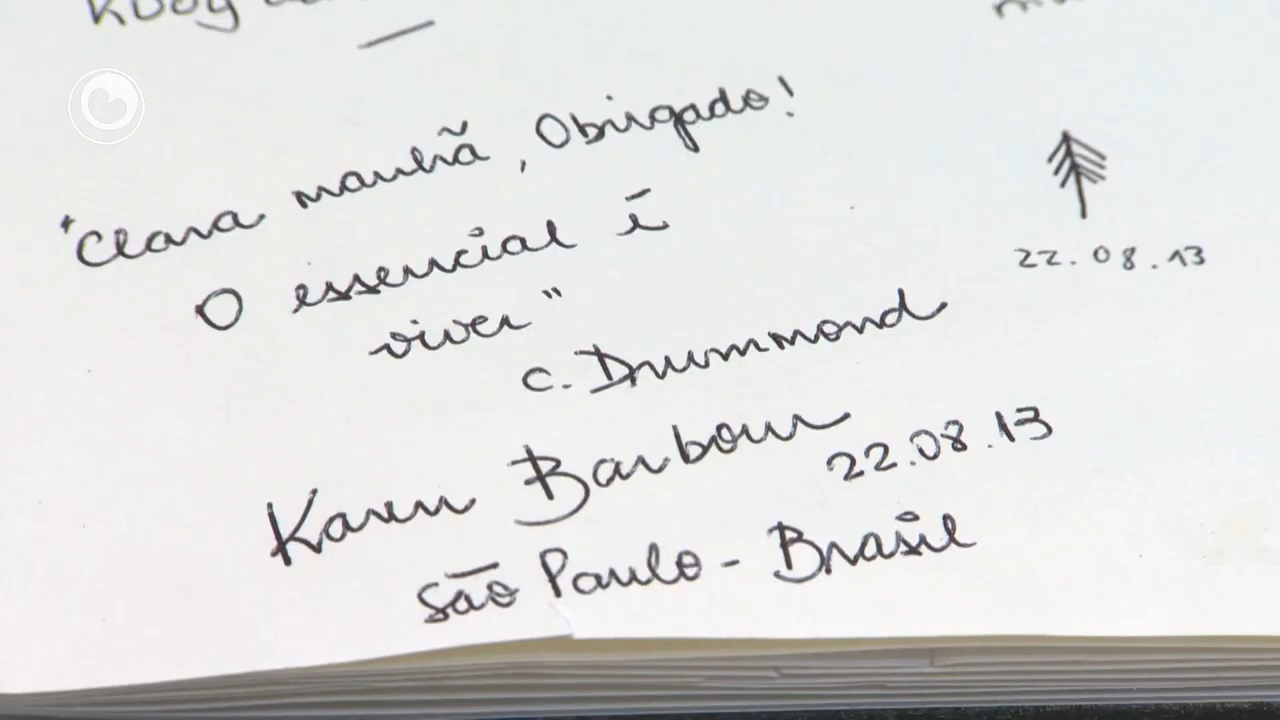 "Clara manhã, Obrigado!
O essencial é
viver"
C. Drummond
Karen Barbour
22.08.13
São Paulo - Brasil
22.08.13